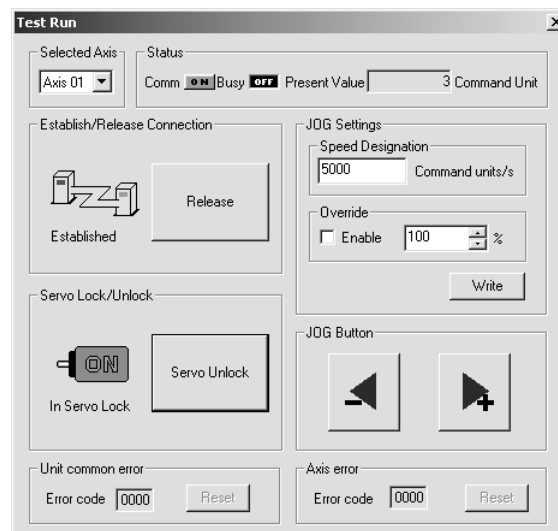 Test Run
Selected Axis
Axis 01
Status
Comm ON Busy OFF Present Value 3 Command Unit
Establish/Release Connection
Established
Release
JOG Settings
Speed Designation
5000 Command units/s
Override
Enable 100 %
Write
Servo Lock/Unlock
ON
In Servo Lock
Servo Unlock
JOG Button
- +
Unit common error
Error code 0000 Reset
Axis error
Error code 0000 Reset